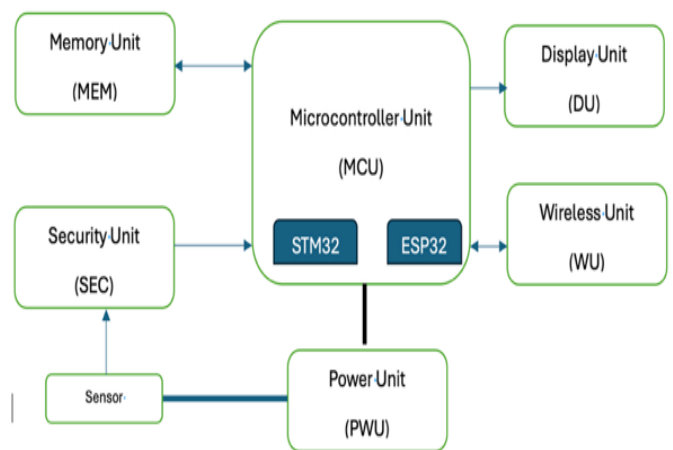 Memory Unit
(MEM)
Microcontroller Unit
(MCU)
STM32
ESP32
Display Unit
(DU)
Security Unit
(SEC)
Wireless Unit
(WU)
Sensor
Power Unit
(PWU)